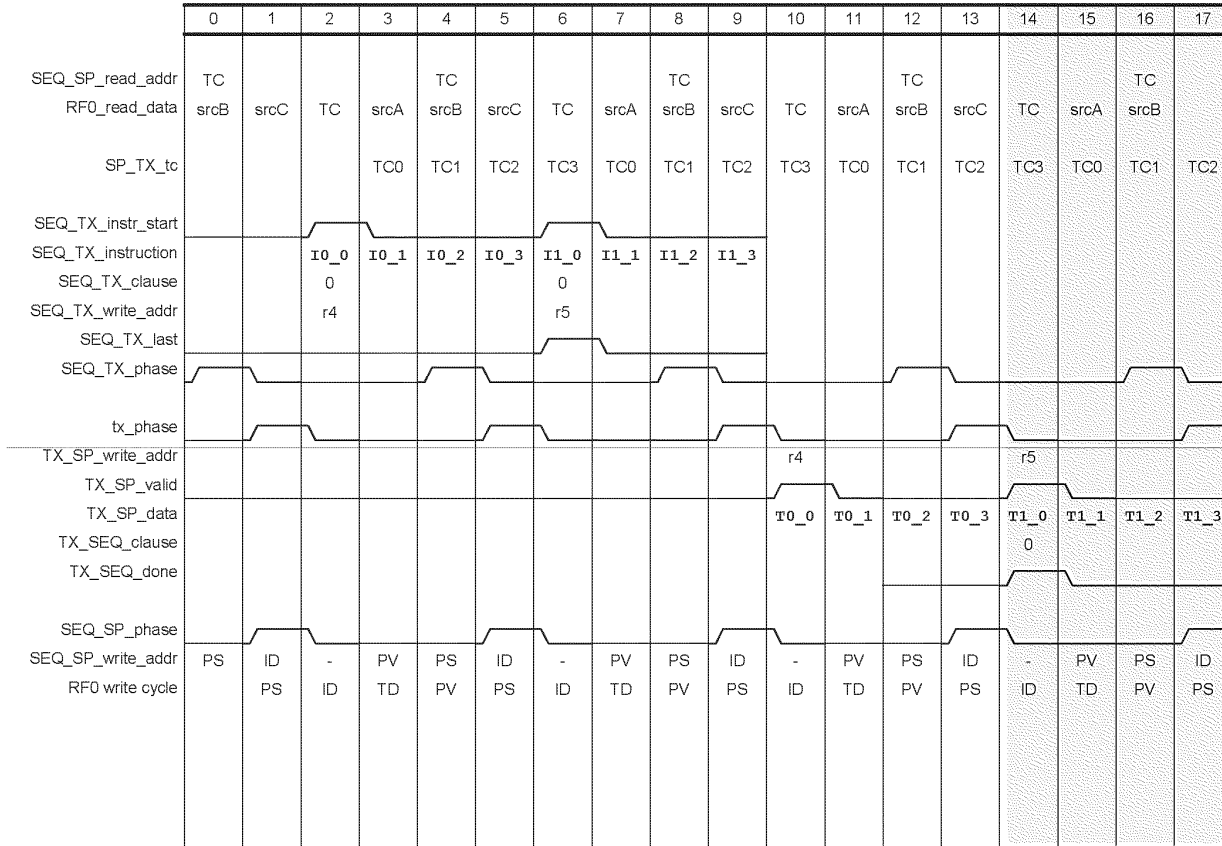 0 1 2 3 4 5 6 7 8 9 10 11 12 13 14 15 16 17
SEQ_SP_read_addr TC TC TC TC TC
RF0_read_data srcB srcC TC srcA srcB srcC TC srcA srcB srcC TC srcA srcB srcC TC srcA srcB
SP_TX_tc TC0 TC1 TC2 TC3 TC0 TC1 TC2 TC3 TC0 TC1 TC2 TC3 TC0 TC1 TC2
SEQ_TX_instr_start
SEQ_TX_instruction I0_0 I0_1 I0_2 I0_3 I1_0 I1_1 I1_2 I1_3
SEQ_TX_clause 0 0
SEQ_TX_write_addr r4 r5
SEQ_TX_last
SEQ_TX_phase
tx_phase
TX_SP_write_addr r4 r5
TX_SP_valid
TX_SP_data T0_0 T0_1 T0_2 T0_3 T1_0 T1_1 T1_2 T1_3
TX_SEQ_clause 0
TX_SEQ_done
SEQ_SP_phase
SEQ_SP_write_addr PS ID - PV PS ID - PV PS ID - PV PS ID - PV PS ID
RF0 write cycle PS ID TD PV PS ID TD PV PS ID TD PV PS ID TD PV PS